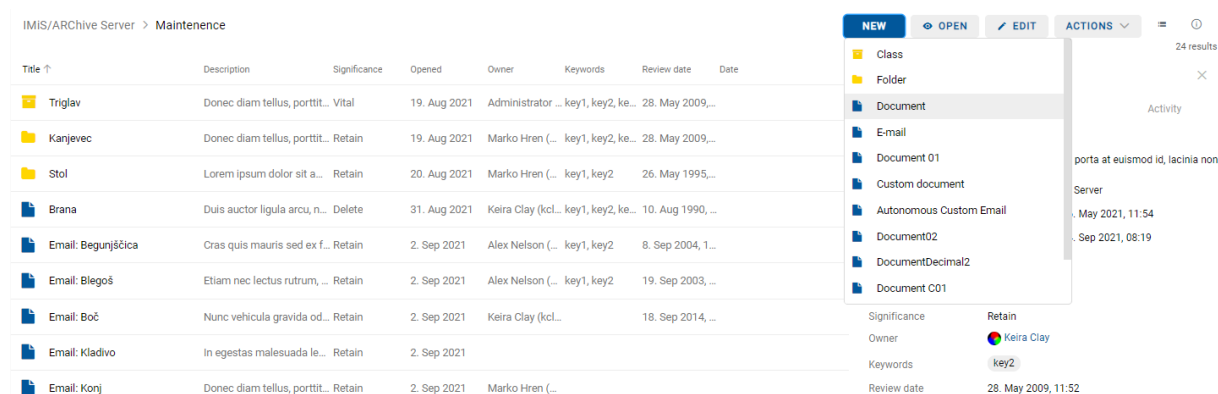 IMiS/ARChive Server > Maintenence
NEW OPEN EDIT ACTIONS
24 results
Title Description Significance Opened Owner Keywords Review date Date
Triglav Donec diam tellus, porttit... Vital 19. Aug 2021 Administrator ... key1, key2, ke... 28. May 2009,...
Kanjevec Donec diam tellus, porttit... Retain 19. Aug 2021 Marko Hren (... key1, key2, ke... 28. May 2009,...
Stol Lorem ipsum dolor sit a... Retain 20. Aug 2021 Marko Hren (... key1, key2 26. May 1995,...
Brana Duis auctor ligula arcu, n... Delete 31. Aug 2021 Keira Clay (kcl... key1, key2, ke... 10. Aug 1990, ...
Email: Begunjščica Cras quis mauris sed ex f... Retain 2. Sep 2021 Alex Nelson (... key1, key2 8. Sep 2004, 1...
Email: Blegoš Etiam nec lectus rutrum, ... Retain 2. Sep 2021 Alex Nelson (... key1, key2 19. Sep 2003, ...
Email: Boč Nunc vehicula gravida od... Retain 2. Sep 2021 Keira Clay (kcl... 18. Sep 2014, ...
Email: Kladivo In egestas malesuada le... Retain 2. Sep 2021
Email: Konj Donec diam tellus, porttit... Retain 2. Sep 2021 Marko Hren (...
Class
Folder
Document
E-mail
Document 01
Custom document
Autonomous Custom Email
Document02
DocumentDecimal2
Document C01
Activity
porta at euismod id, lacinia non
Server
. May 2021, 11:54
. Sep 2021, 08:19
Significance Retain
Owner Keira Clay
Keywords key2
Review date 28. May 2009, 11:52